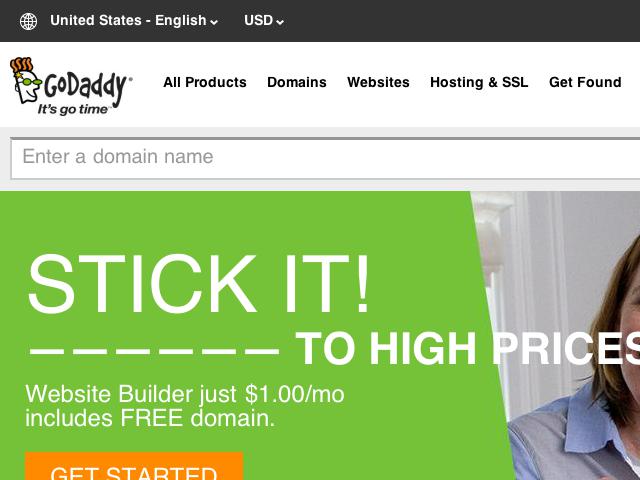 United States - English USD
GoDaddy
It's go time
All Products Domains Websites Hosting & SSL Get Found
Enter a domain name
STICK IT!
—————— TO HIGH PRICES
Website Builder just $1.00/mo
includes FREE domain.
GET STARTED